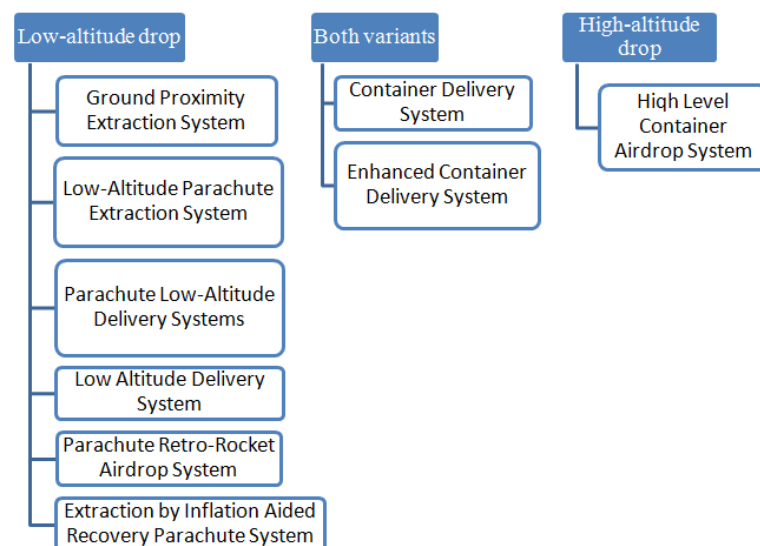 Low-altitude drop
Ground Proximity
Extraction System
Low-Altitude Parachute
Extraction System
Parachute Low-Altitude
Delivery Systems
Low Altitude Delivery
System
Parachute Retro-Rocket
Airdrop System
Extraction by Inflation Aided
Recovery Parachute System
Both variants
Container Delivery
System
Enhanced Container
Delivery System
High-altitude
drop
Hiqh Level
Container
Airdrop System